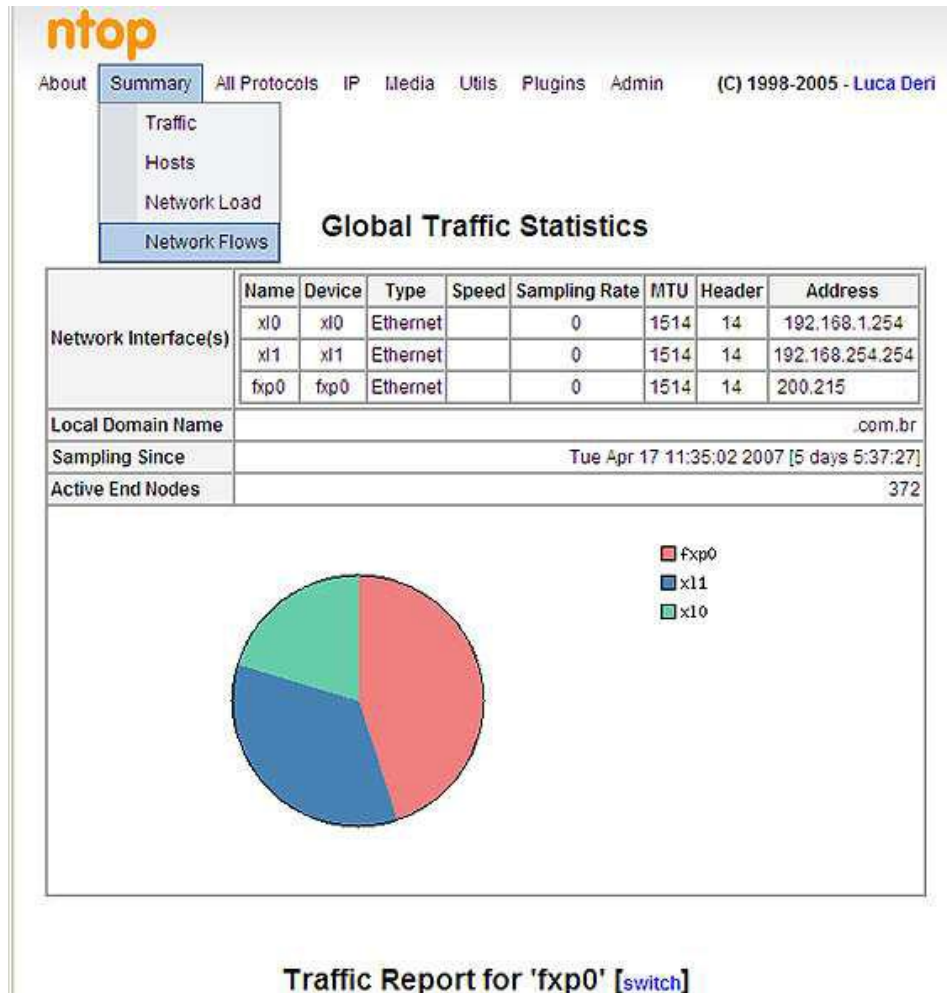 ntop
About Summary All Protocols IP Media Utils Plugins Admin (C) 1998-2005 - Luca Deri
Traffic
Hosts
Network Load
Network Flows
Global Traffic Statistics
Network Interface(s)
Name Device Type Speed Sampling Rate MTU Header Address
xl0 xl0 Ethernet 0 1514 14 192.168.1.254
xl1 xl1 Ethernet 0 1514 14 192.168.254.254
fxp0 fxp0 Ethernet 0 1514 14 200.215
Local Domain Name .com.br
Sampling Since Tue Apr 17 11:35:02 2007 [5 days 5:37:27]
Active End Nodes 372
fxp0
xl1
xl0
Traffic Report for 'fxp0' [switch]